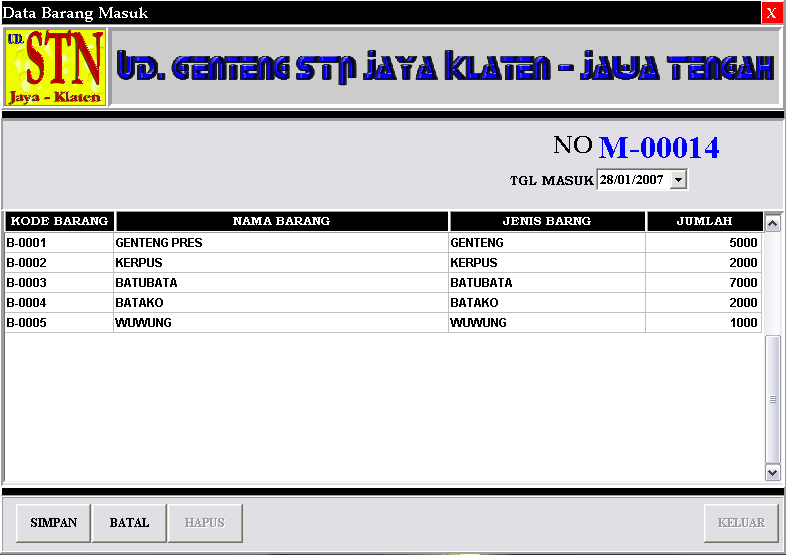 Data Barang Masuk X
UD. STN
Jaya - Klaten
UD. GENTENG STN JAYA KLATEN - JAWA TENGAH
NO M-00014
TGL MASUK 28/01/2007
KODE BARANG NAMA BARANG JENIS BARNG JUMLAH
B-0001 GENTENG PRES GENTENG 5000
B-0002 KERPUS KERPUS 2000
B-0003 BATUBATA BATUBATA 7000
B-0004 BATAKO BATAKO 2000
B-0005 WUWUNG WUWUNG 1000
SIMPAN BATAL HAPUS KELUAR